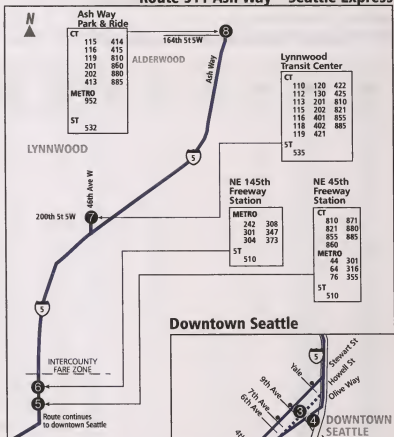 Route 511 Ash Way – Seattle Express
N
Ash Way
Park & Ride
CT
115 414
116 415
119 810
201 860
202 880
413 885
METRO
952
ST
532
8
164th St SW
ALDERWOOD
Ash Way
Lynnwood
Transit Center
CT
110 120 422
112 130 425
113 201 810
115 202 821
116 401 855
118 402 885
119 421
ST
535
LYNNWOOD
5
46th Ave W
200th St SW
7
NE 145th
Freeway
Station
METRO
242 308
301 347
304 373
ST
510
NE 45th
Freeway
Station
CT
810 871
821 880
855 885
860
METRO
44 301
64 316
76 355
ST
510
5
INTERCOUNTY
FARE ZONE
6
5
Route continues
to downtown Seattle
Downtown Seattle
5
Stewart St
Howell St
Olive Way
Yale
9th Ave
7th Ave
6th Ave
4th
3
4
DOWNTOWN
SEATTLE